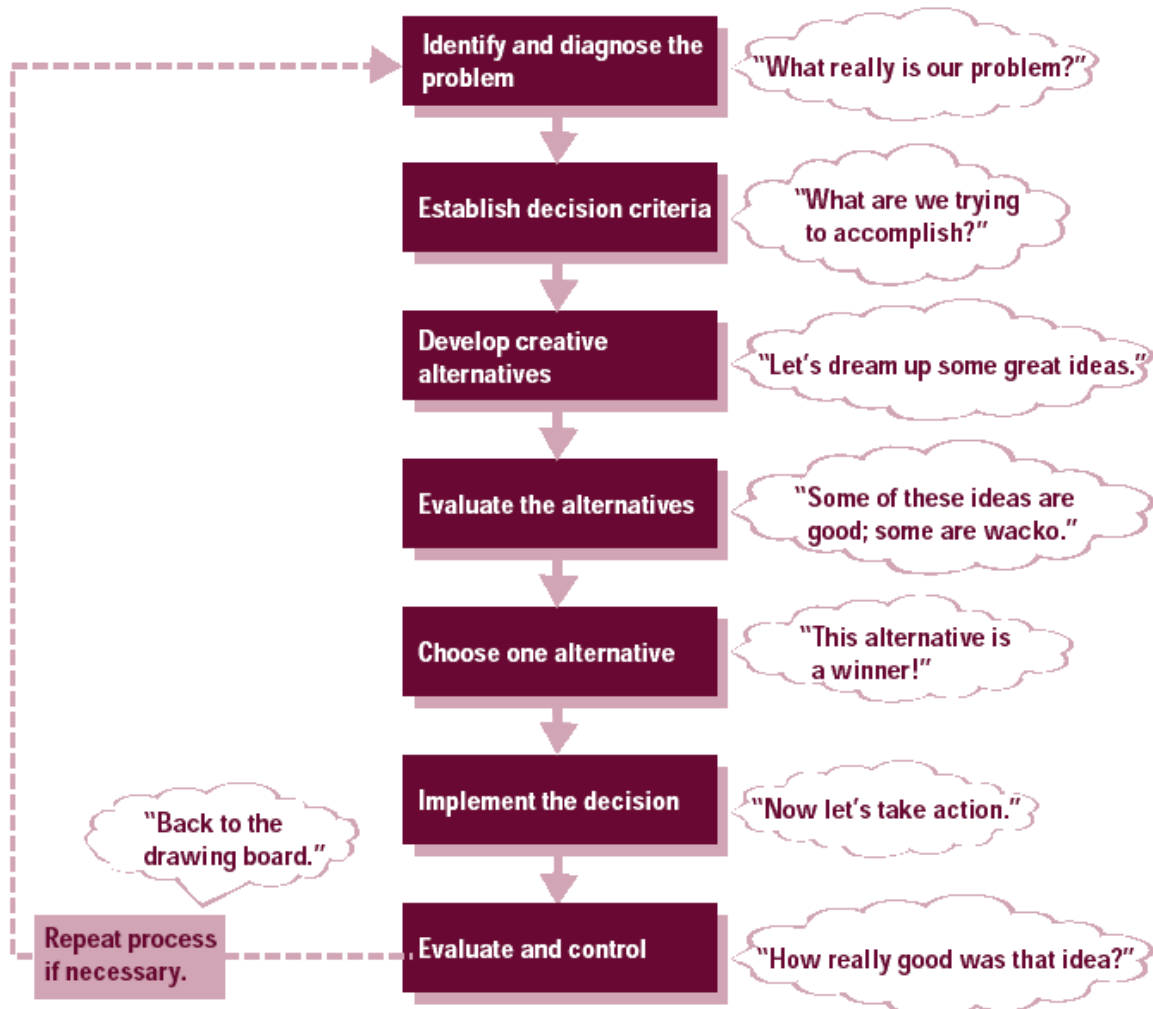 Identify and diagnose the
problem
“What really is our problem?”
Establish decision criteria
“What are we trying
to accomplish?”
Develop creative
alternatives
“Let’s dream up some great ideas.”
Evaluate the alternatives
“Some of these ideas are
good; some are wacko.”
Choose one alternative
“This alternative is
a winner!”
Implement the decision
“Now let’s take action.”
“Back to the
drawing board.”
Repeat process
if necessary.
Evaluate and control
“How really good was that idea?”